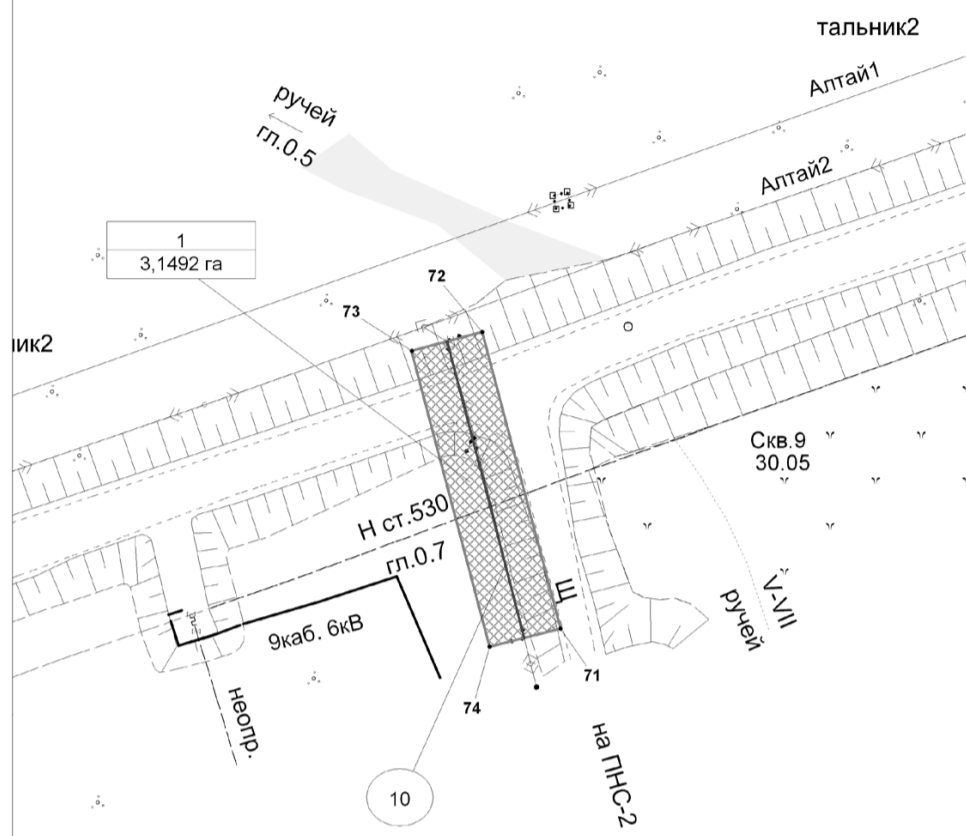 тальник2
Алтай1
ручей
гл.0.5
Алтай2
1
3,1492 га
72
73
ик2
Скв.9
30.05
Н ст.530
гл.0.7
Щ
V-VII
ручей
9каб. 6кВ
71
74
неопр.
на ПНС-2
10